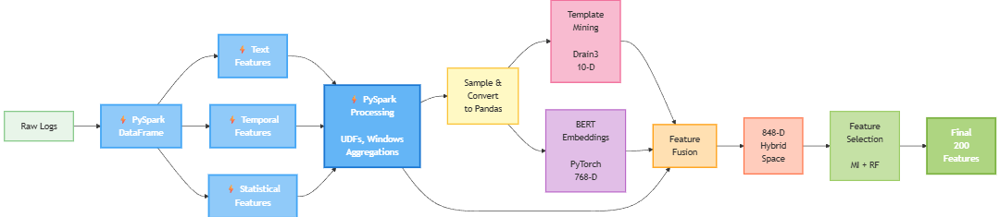 Raw Logs
⚡ PySpark
DataFrame
⚡ Text
Features
⚡ Temporal
Features
⚡ Statistical
Features
⚡ PySpark
Processing
UDFs, Windows
Aggregations
Sample &
Convert
to Pandas
Template
Mining
Drain3
10-D
BERT
Embeddings
PyTorch
768-D
Feature
Fusion
848-D
Hybrid
Space
Feature
Selection
MI + RF
Final
200
Features